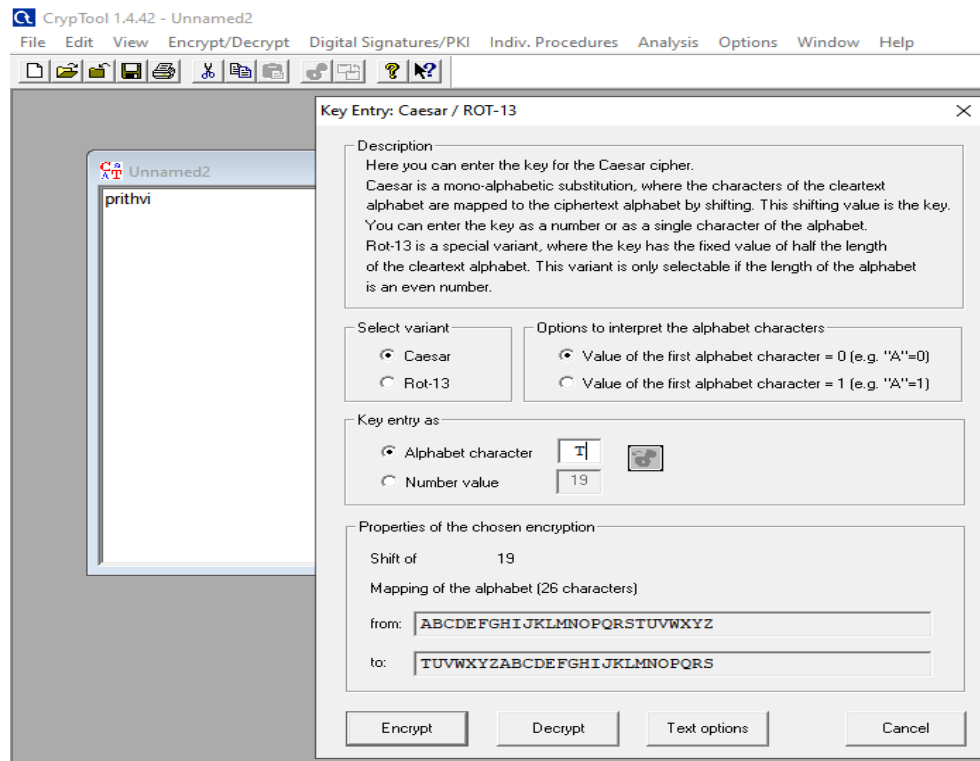 CrypTool 1.4.42 - Unnamed2
File Edit View Encrypt/Decrypt Digital Signatures/PKI Indiv. Procedures Analysis Options Window Help
Unnamed2
prithvi
Key Entry: Caesar / ROT-13
Description
Here you can enter the key for the Caesar cipher.
Caesar is a mono-alphabetic substitution, where the characters of the cleartext
alphabet are mapped to the ciphertext alphabet by shifting. This shifting value is the key.
You can enter the key as a number or as a single character of the alphabet.
Rot-13 is a special variant, where the key has the fixed value of half the length
of the cleartext alphabet. This variant is only selectable if the length of the alphabet
is an even number.
Select variant
Caesar
Rot-13
Options to interpret the alphabet characters
Value of the first alphabet character = 0 (e.g. "A"=0)
Value of the first alphabet character = 1 (e.g. "A"=1)
Key entry as
Alphabet character T
Number value 19
Properties of the chosen encryption
Shift of 19
Mapping of the alphabet (26 characters)
from: ABCDEFGHIJKLMNOPQRSTUVWXYZ
to: TUVWXYZABCDEFGHIJKLMNOPQRS
Encrypt Decrypt Text options Cancel